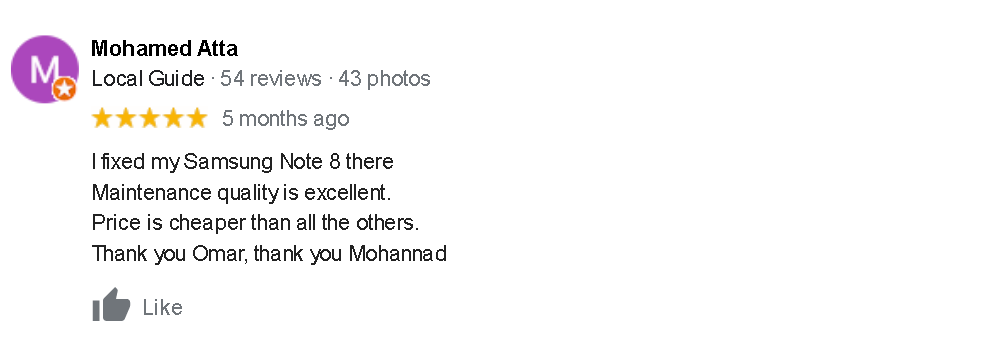 M
Mohamed Atta
Local Guide · 54 reviews · 43 photos
5 months ago
I fixed my Samsung Note 8 there
Maintenance quality is excellent.
Price is cheaper than all the others.
Thank you Omar, thank you Mohannad
Like